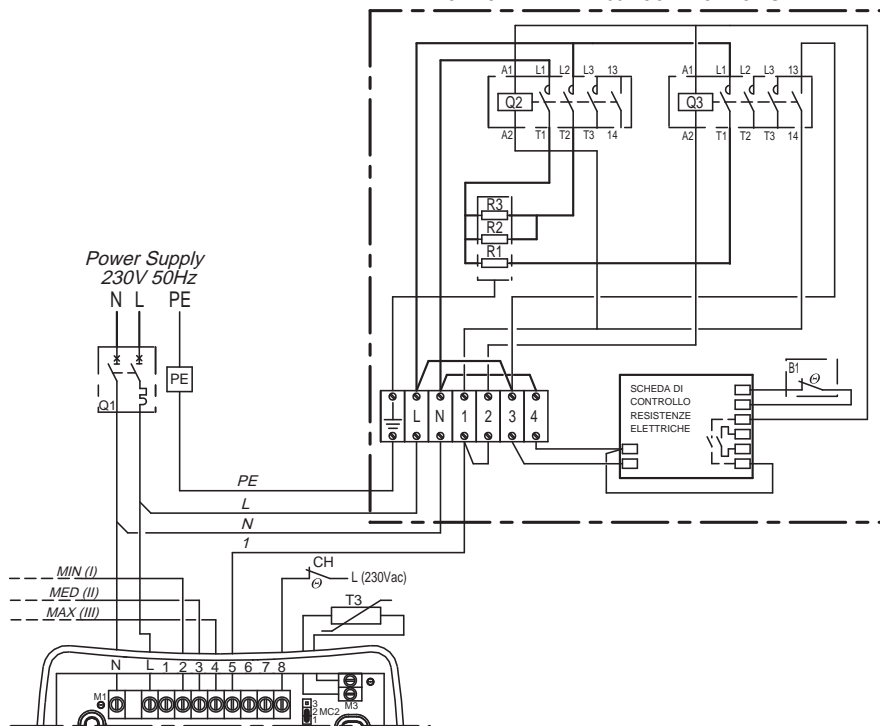 A1 L1 L2 L3 13
A1 L1 L2 L3 13
Q2
Q3
A2 T1 T2 T3 14
A2 T1 T2 T3 14
R3
R2
R1
Power Supply
230V 50Hz
N L PE
PE
Q1
L N 1 2 3 4
SCHEDA DI
CONTROLLO
RESISTENZE
ELETTRICHE
B1
Θ
PE
L
N
1
MIN (I)
MED (II)
MAX (III)
CH
Θ
L (230Vac)
T3
N L 1 2 3 4 5 6 7 8
M1
3
2
1
MC2
M3